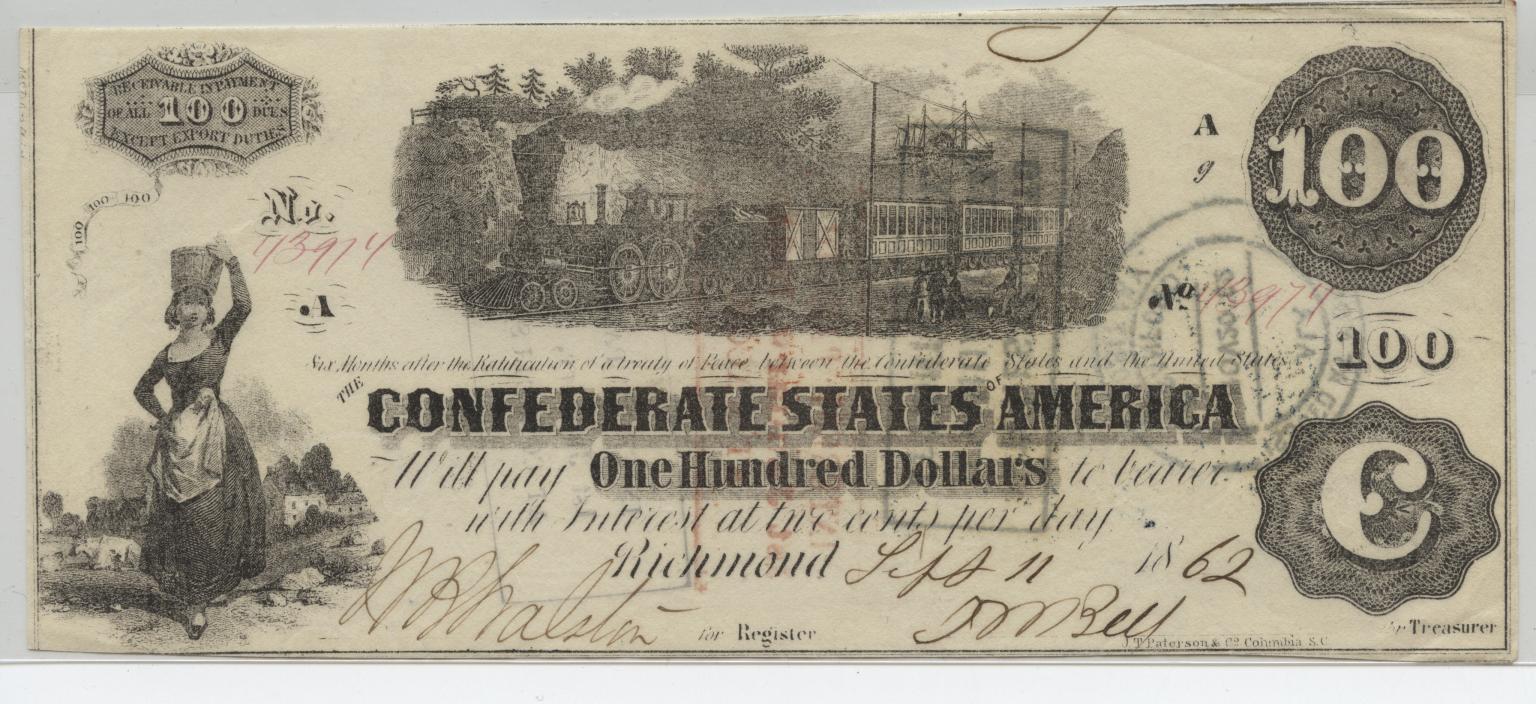 RECEIVABLE IN PAYMENT
OF ALL 100 DUES
EXCEPT EXPORT DUTIES
100 100 100
No.
A
A
g
100
No.
100
Six Months after the Ratification of a treaty of Peace between the Confederate States and the United States
THE CONFEDERATE STATES OF AMERICA
Will pay One Hundred Dollars to bearer
with Interest at two cents per day
Richmond Sept 11 1862
C
for Register
for Treasurer
J. T. Paterson & Co. Columbia S.C.